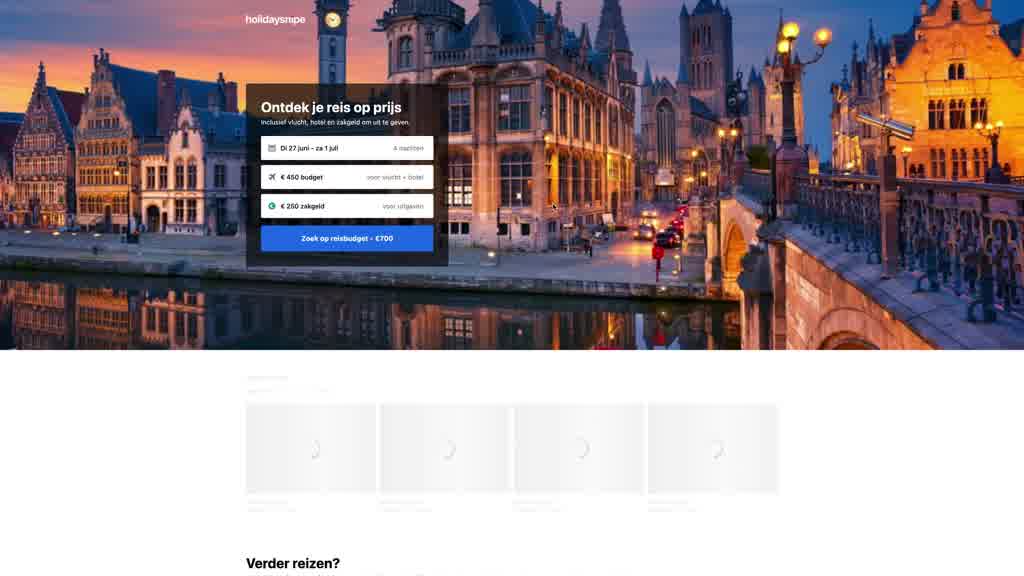 holidaysnipe
Ontdek je reis op prijs
Inclusief vlucht, hotel en zakgeld om uit te geven.
Di 27 juni - za 1 juli 4 nachten
€ 450 budget voor vlucht + hotel
€ 250 zakgeld voor uitgaven
Zoek op reisbudget - €700
Verder reizen?